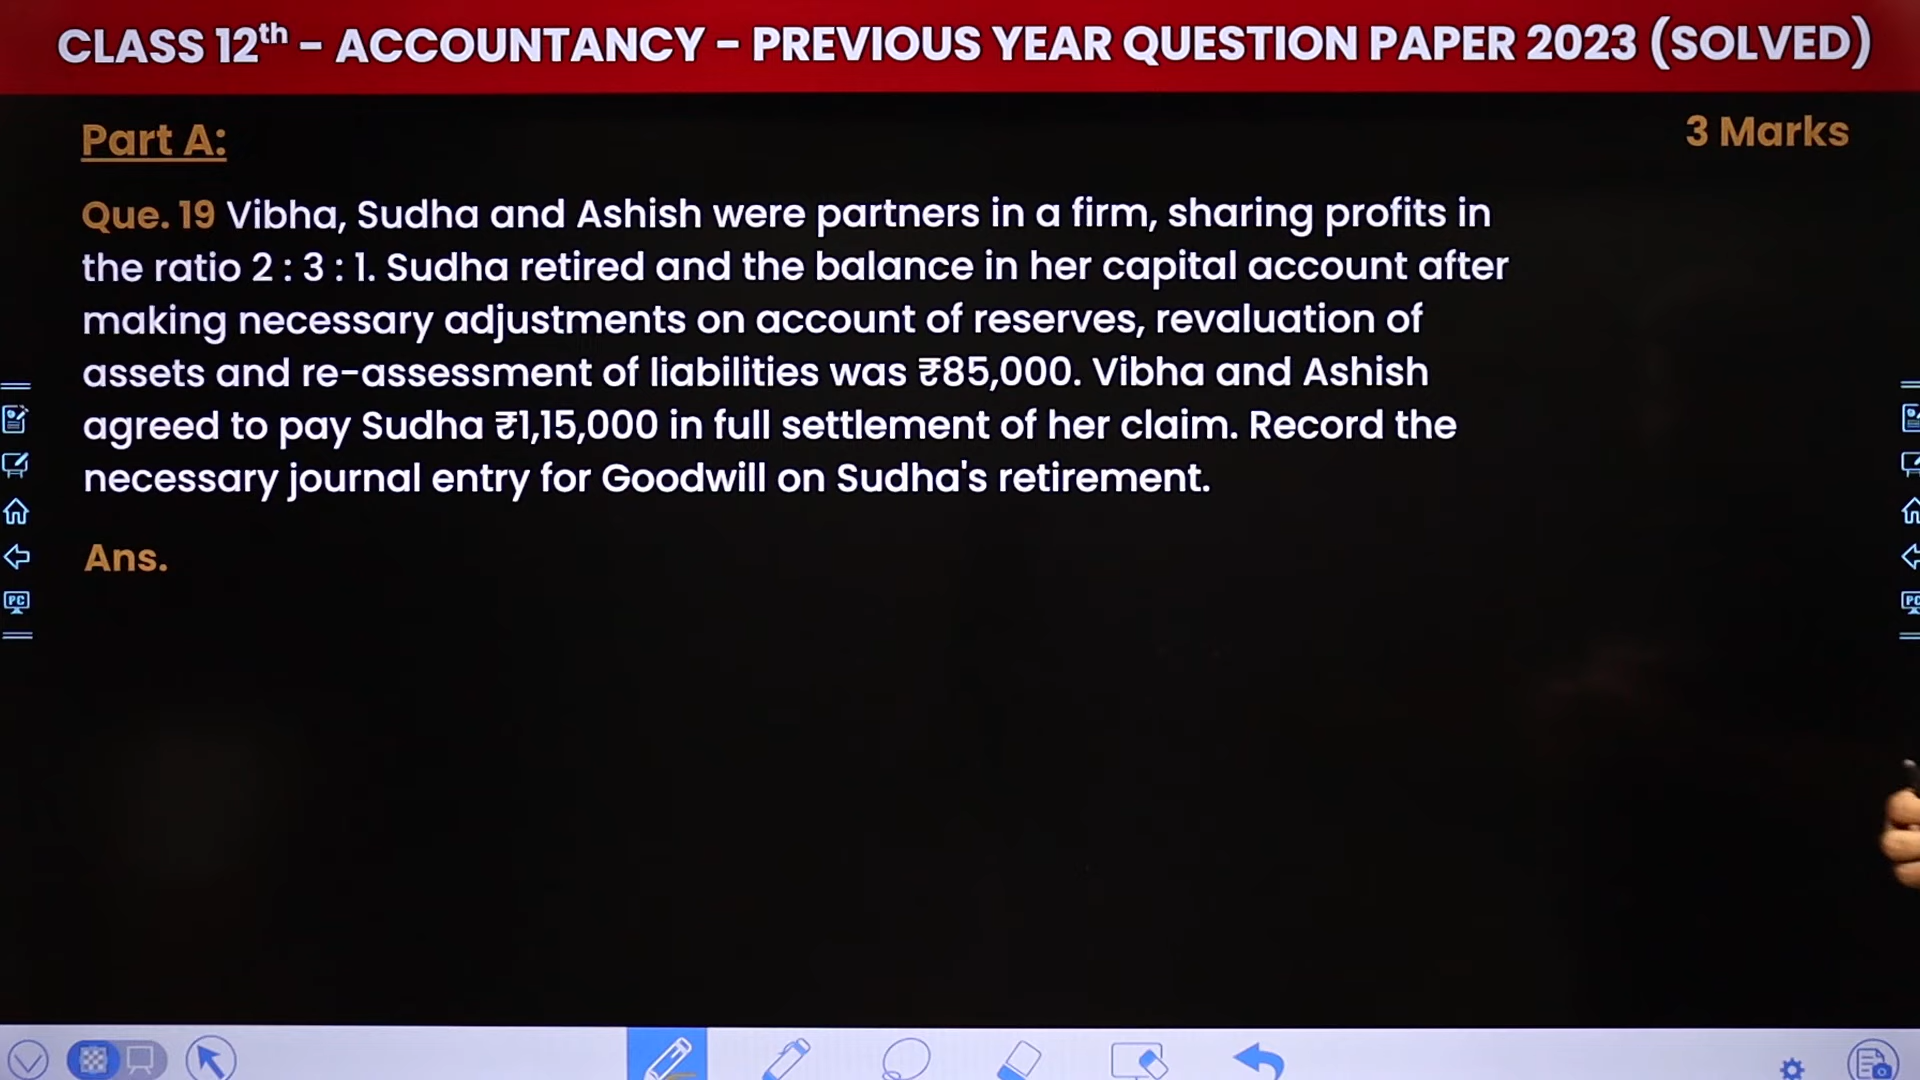 CLASS 12th - ACCOUNTANCY - PREVIOUS YEAR QUESTION PAPER 2023 (SOLVED)
Part A:
3 Marks
Que. 19 Vibha, Sudha and Ashish were partners in a firm, sharing profits in
the ratio 2 : 3 : 1. Sudha retired and the balance in her capital account after
making necessary adjustments on account of reserves, revaluation of
assets and re-assessment of liabilities was ₹85,000. Vibha and Ashish
agreed to pay Sudha ₹1,15,000 in full settlement of her claim. Record the
necessary journal entry for Goodwill on Sudha's retirement.
Ans.
PC
PC